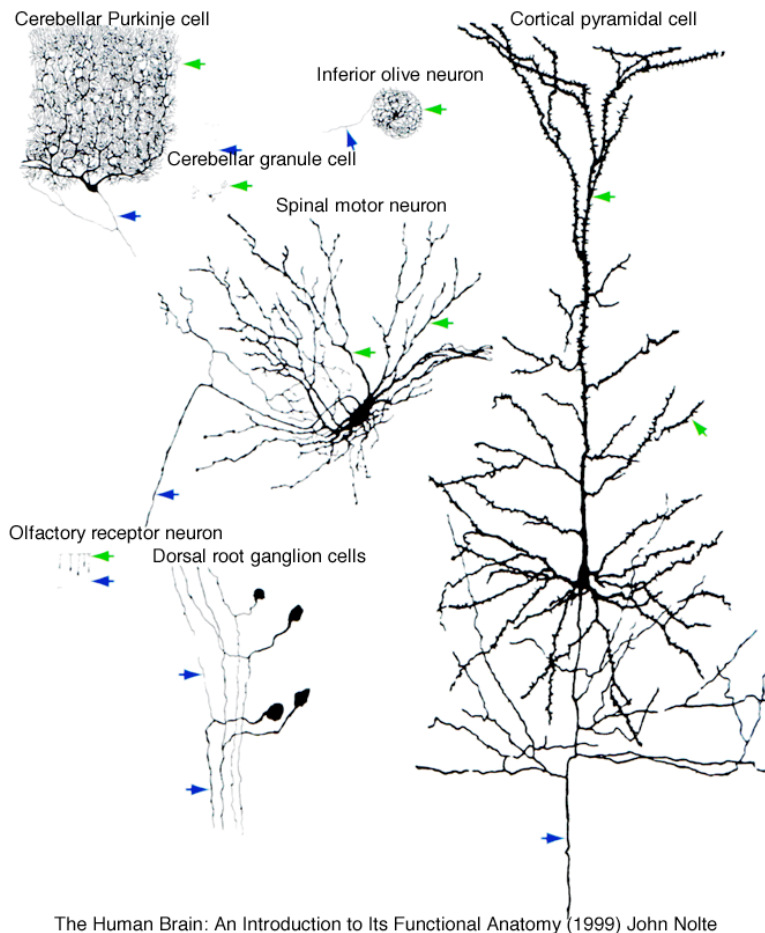 Cerebellar Purkinje cell
Cortical pyramidal cell
Inferior olive neuron
Cerebellar granule cell
Spinal motor neuron
Olfactory receptor neuron
Dorsal root ganglion cells
The Human Brain: An Introduction to Its Functional Anatomy (1999) John Nolte